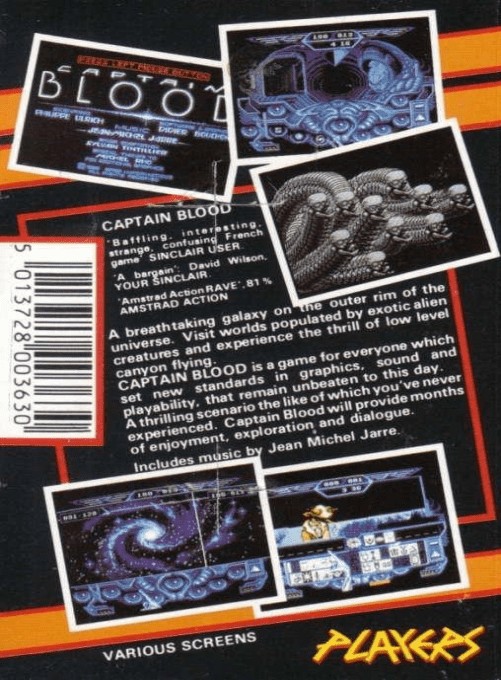 PRESS LEFT MOUSE BUTTON
CAPTAIN
BLOOD
PHILIPPE ULRICH
DIDIER BOUCHON
MUSIC
JEAN/MICHEL JARRE
CAPTAIN BLOOD
'Baffling, interesting,
strange, confusing French
game' SINCLAIR USER.
'A bargain': David Wilson,
YOUR SINCLAIR.
'Amstrad Action RAVE'. 81%
AMSTRAD ACTION
A breathtaking galaxy on the outer rim of the
universe. Visit worlds populated by exotic alien
creatures and experience the thrill of low level
canyon flying.
CAPTAIN BLOOD is a game for everyone which
set new standards in graphics, sound and
playability, that remain unbeaten to this day.
A thrilling scenario the like of which you've never
experienced. Captain Blood will provide months
of enjoyment, exploration and dialogue.
Includes music by Jean Michel Jarre.
5 013728 003630
VARIOUS SCREENS
PLAYERS